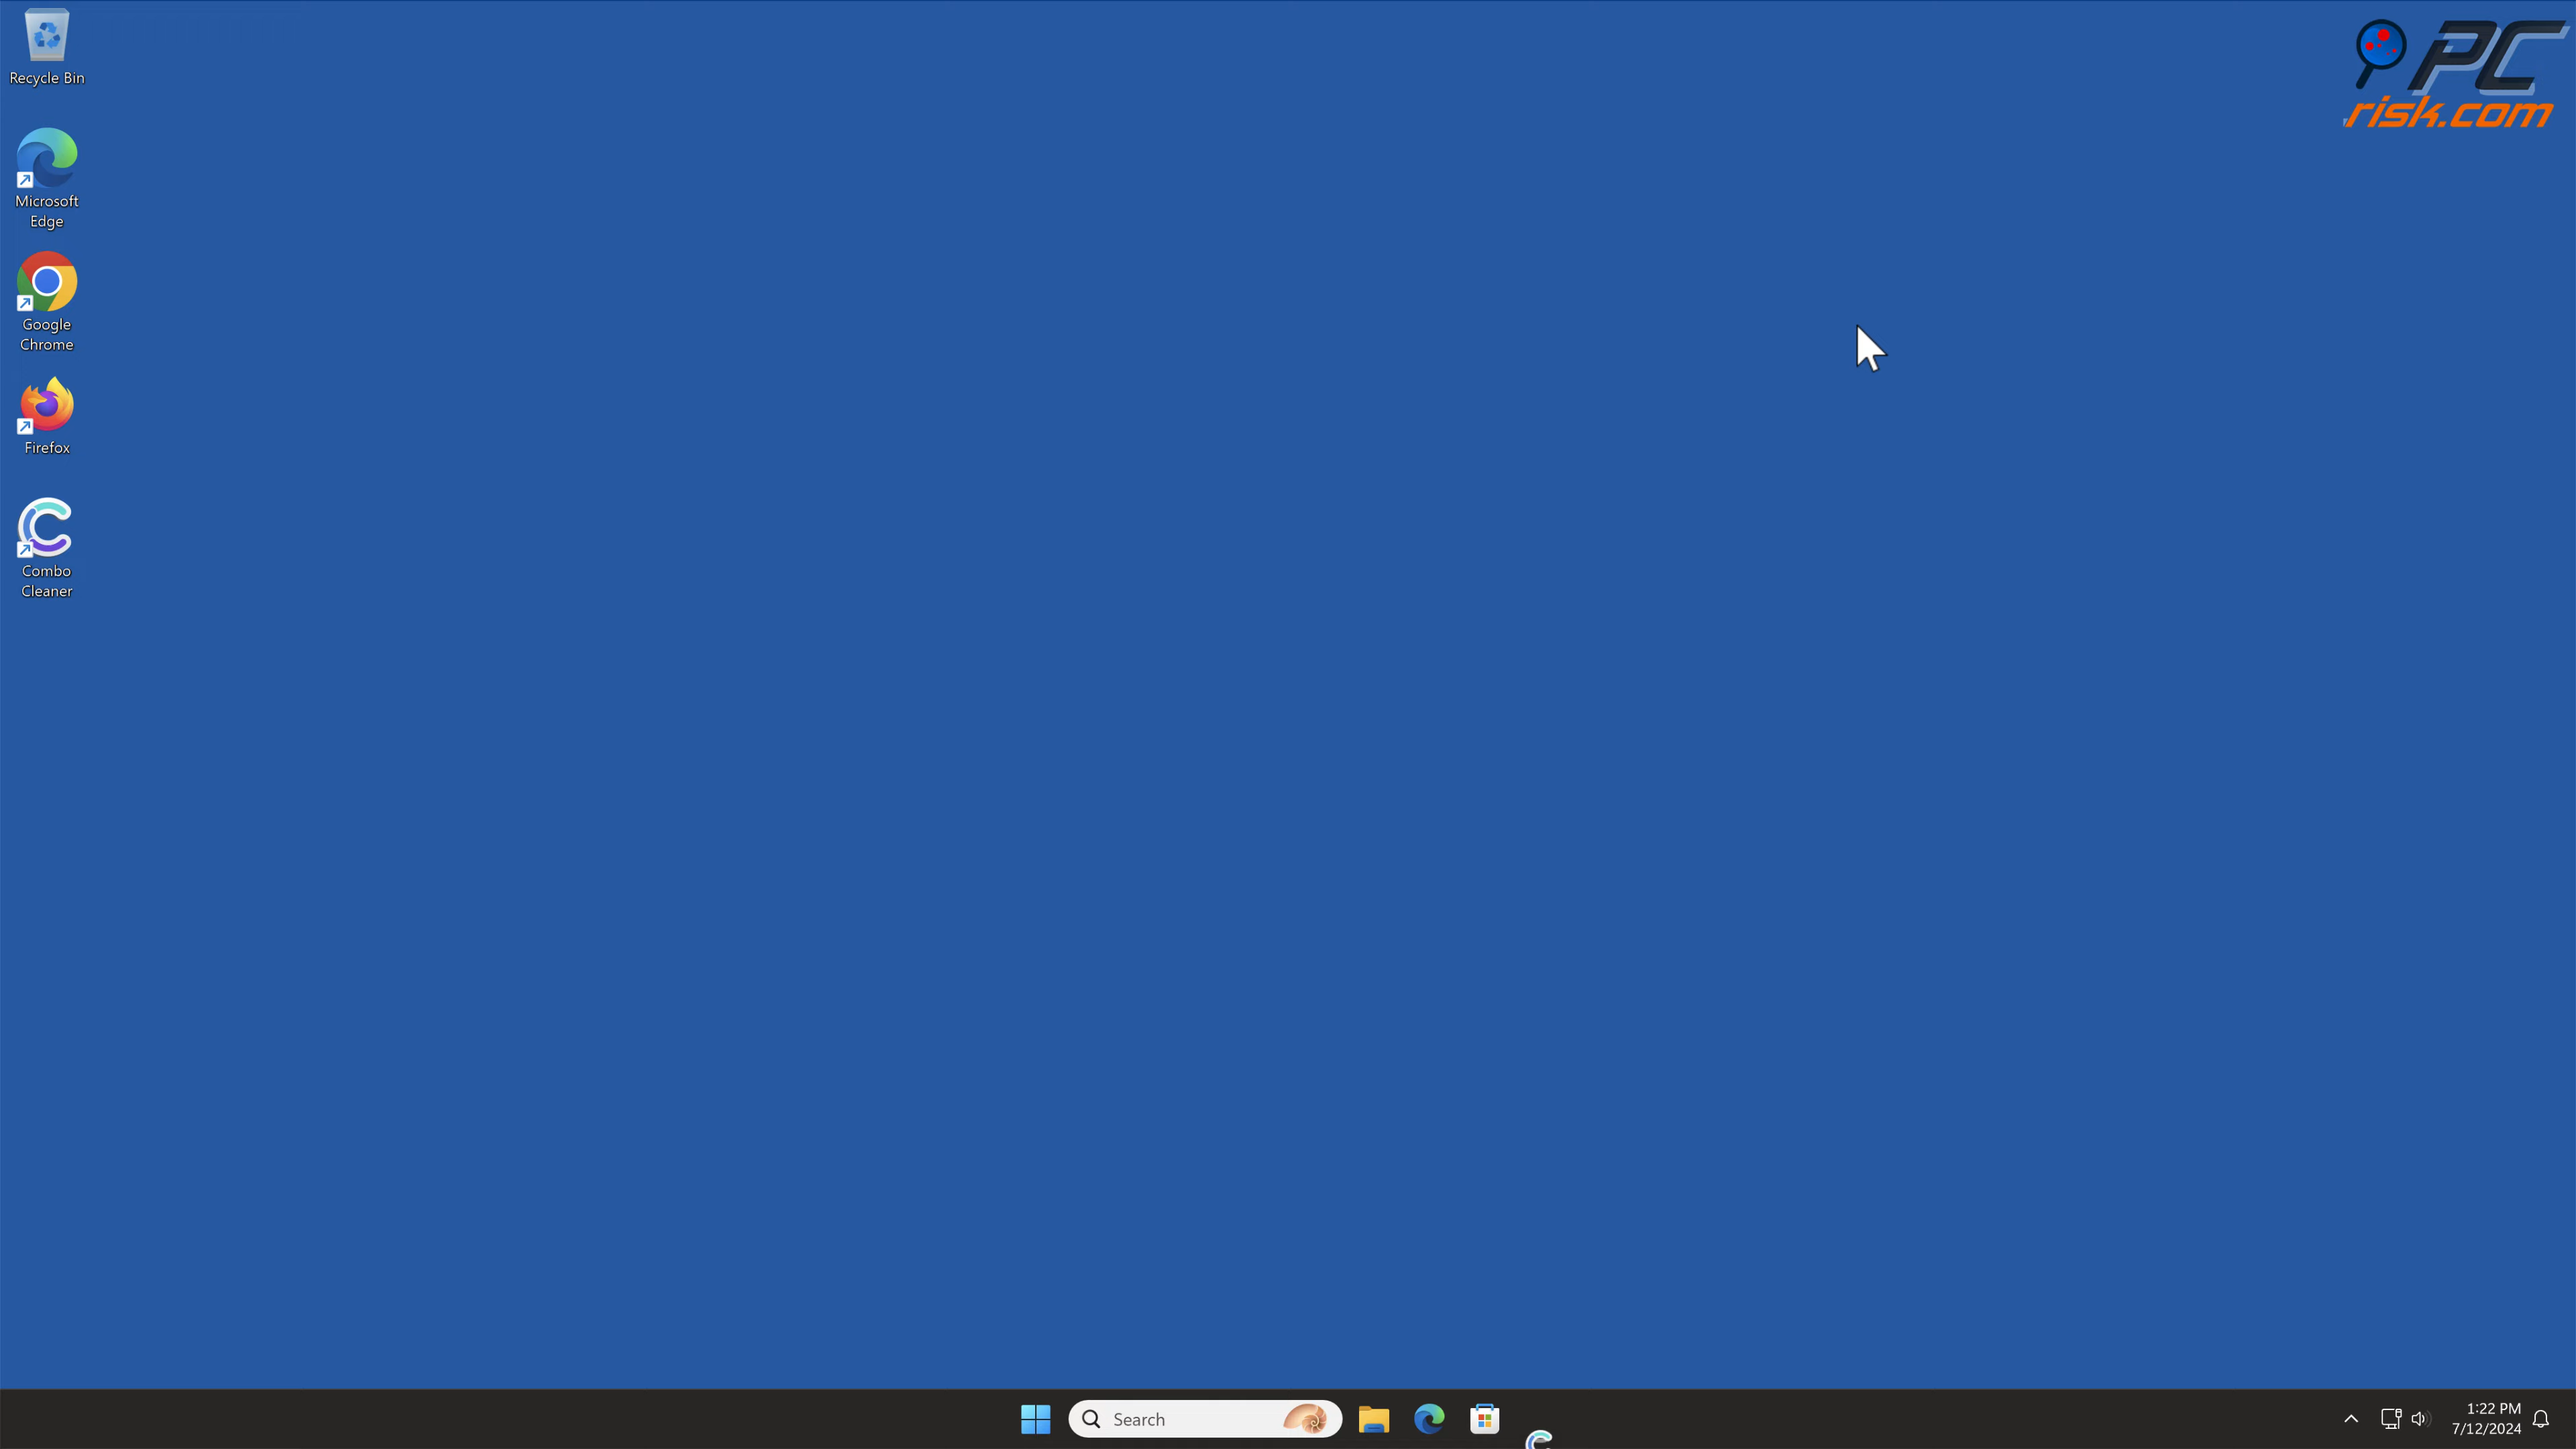 Recycle Bin
PC
risk.com
Microsoft
Edge
Google
Chrome
Firefox
Combo
Cleaner
Search
1:22 PM
7/12/2024